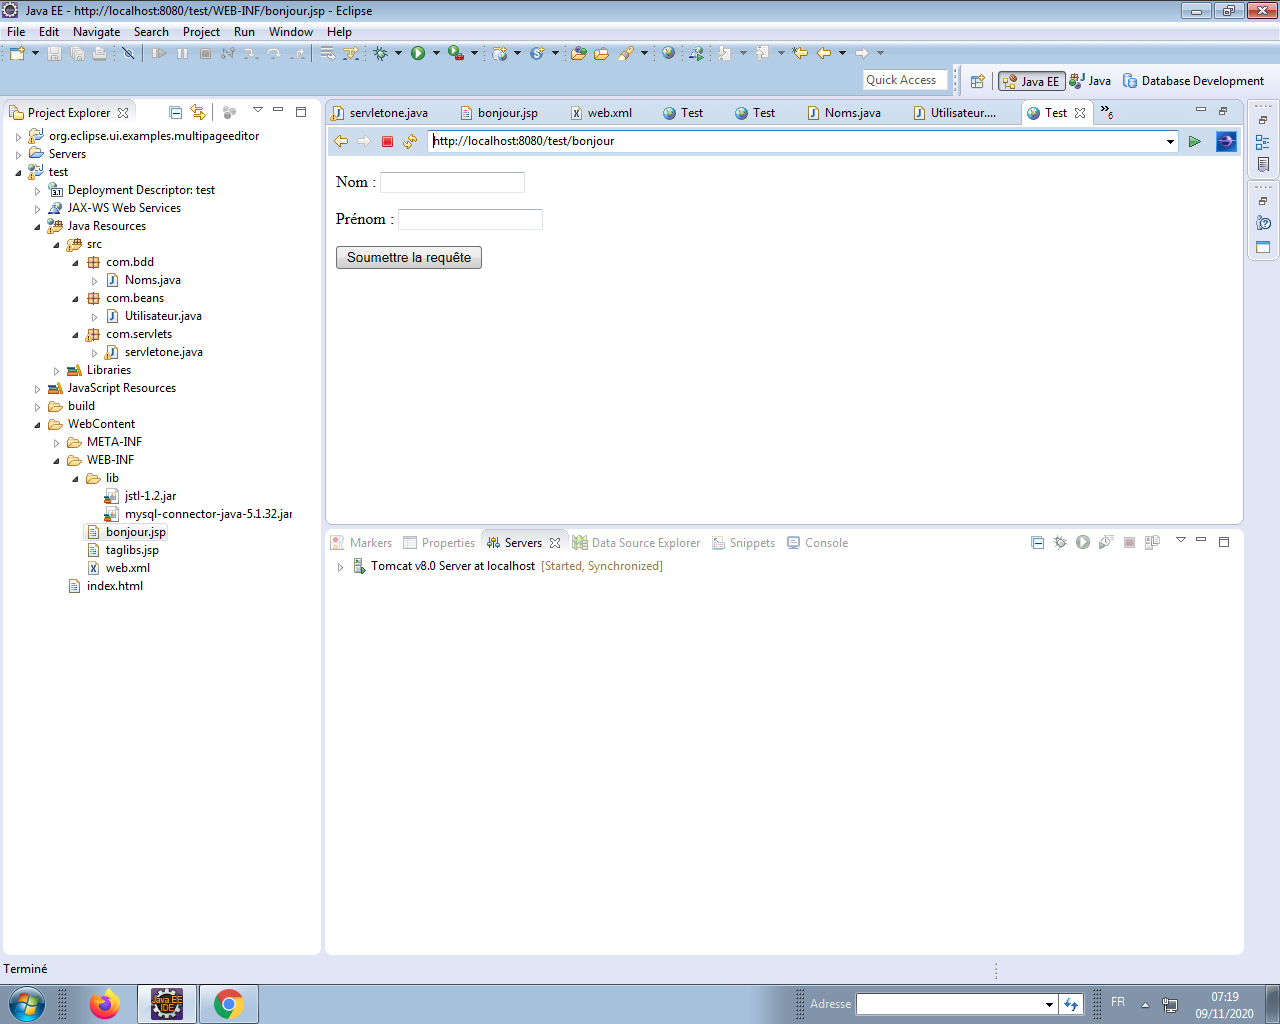 Java EE - http://localhost:8080/test/WEB-INF/bonjour.jsp - Eclipse
File Edit Navigate Search Project Run Window Help
Quick Access
Java EE
Java
Database Development
Project Explorer
org.eclipse.ui.examples.multipageeditor
Servers
test
Deployment Descriptor: test
JAX-WS Web Services
Java Resources
src
com.bdd
Noms.java
com.beans
Utilisateur.java
com.servlets
servletone.java
Libraries
JavaScript Resources
build
WebContent
META-INF
WEB-INF
lib
jstl-1.2.jar
mysql-connector-java-5.1.32.jar
bonjour.jsp
taglibs.jsp
web.xml
index.html
servletone.java bonjour.jsp web.xml Test Test Noms.java Utilisateur.... Test »6
http://localhost:8080/test/bonjour
Nom :
Prénom :
Soumettre la requête
Markers Properties Servers Data Source Explorer Snippets Console
Tomcat v8.0 Server at localhost [Started, Synchronized]
Terminé
Java EE
IDE
Adresse
FR
07:19
09/11/2020